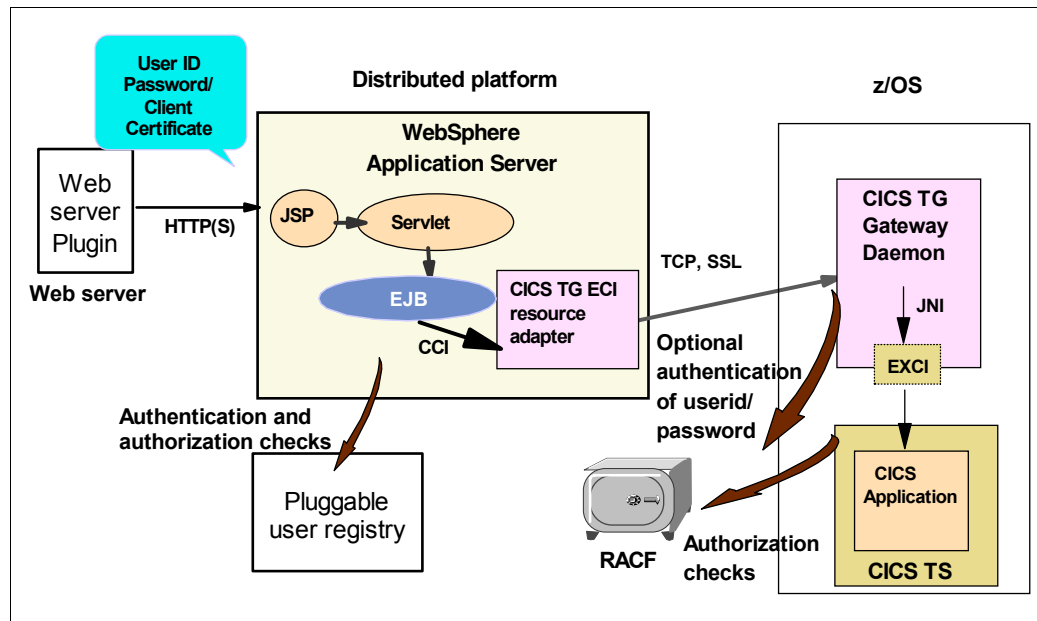 User ID
Password/
Client
Certificate
Distributed platform
z/OS
WebSphere
Application Server
Web
server
Plugin
HTTP(S)
Web server
JSP
Servlet
EJB
CCI
CICS TG ECI
resource
adapter
TCP, SSL
CICS TG
Gateway
Daemon
JNI
EXCI
Optional
authentication
of userid/
password
Authentication and
authorization checks
Pluggable
user registry
RACF
Authorization
checks
CICS
Application
CICS TS